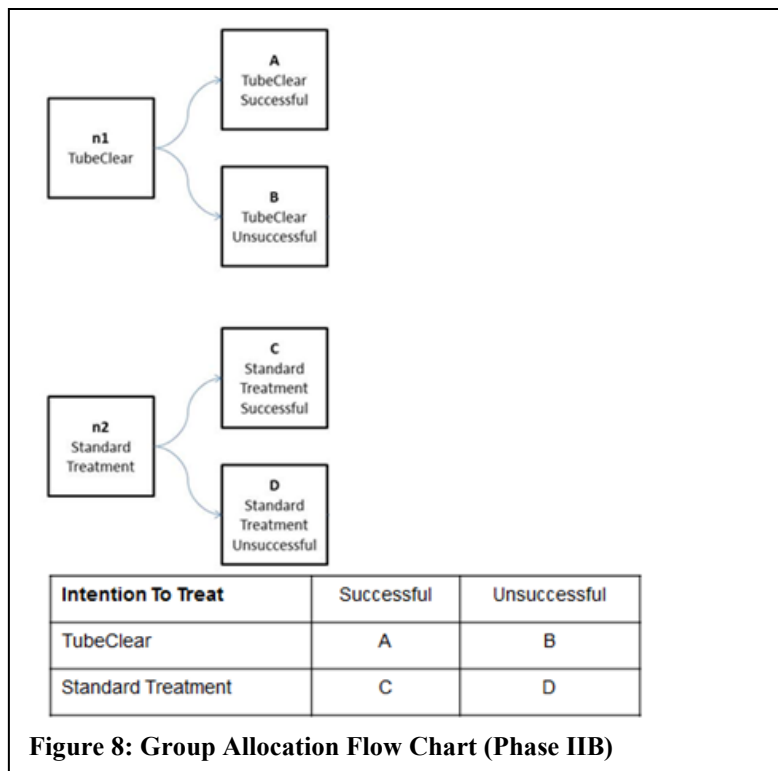 A
TubeClear
Successful
n1
TubeClear
B
TubeClear
Unsuccessful
C
Standard
Treatment
Successful
n2
Standard
Treatment
D
Standard
Treatment
Unsuccessful
Intention To Treat Successful Unsuccessful
TubeClear A B
Standard Treatment C D
Figure 8: Group Allocation Flow Chart (Phase IIB)